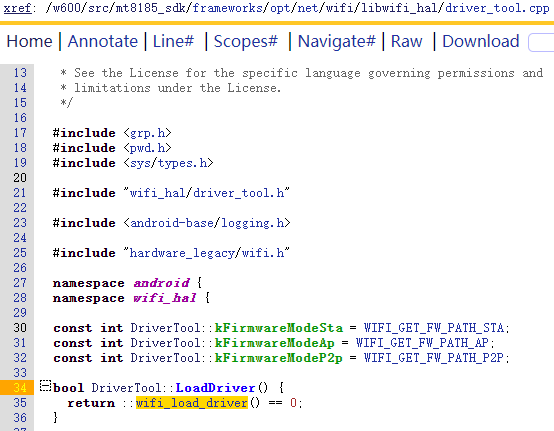 xref: /w600/src/mt8185_sdk/frameworks/opt/net/wifi/libwifi_hal/driver_tool.cpp
Home | Annotate | Line# | Scopes# | Navigate# | Raw | Download
13 * See the License for the specific language governing permissions and
14 * limitations under the License.
15 */
16
17 #include <grp.h>
18 #include <pwd.h>
19 #include <sys/types.h>
20
21 #include "wifi_hal/driver_tool.h"
22
23 #include <android-base/logging.h>
24
25 #include "hardware_legacy/wifi.h"
26
27 namespace android {
28 namespace wifi_hal {
29
30 const int DriverTool::kFirmwareModeSta = WIFI_GET_FW_PATH_STA;
31 const int DriverTool::kFirmwareModeAp = WIFI_GET_FW_PATH_AP;
32 const int DriverTool::kFirmwareModeP2p = WIFI_GET_FW_PATH_P2P;
33
34 bool DriverTool::LoadDriver() {
35 return ::wifi_load_driver() == 0;
36 }
37